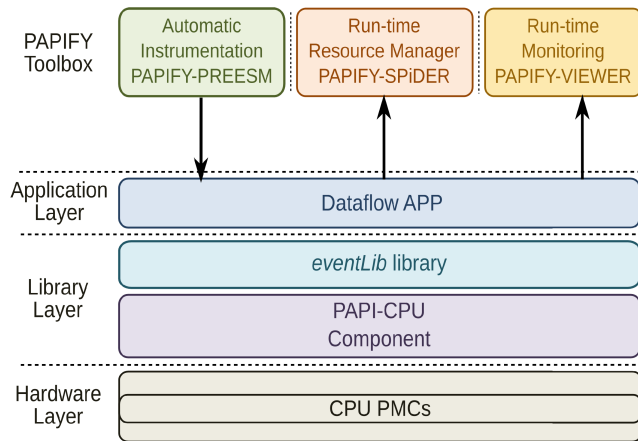 PAPIFY
Toolbox
Automatic
Instrumentation
PAPIFY-PREESM
Run-time
Resource Manager
PAPIFY-SPiDER
Run-time
Monitoring
PAPIFY-VIEWER
Application
Layer
Dataflow APP
Library
Layer
eventLib library
PAPI-CPU
Component
Hardware
Layer
CPU PMCs